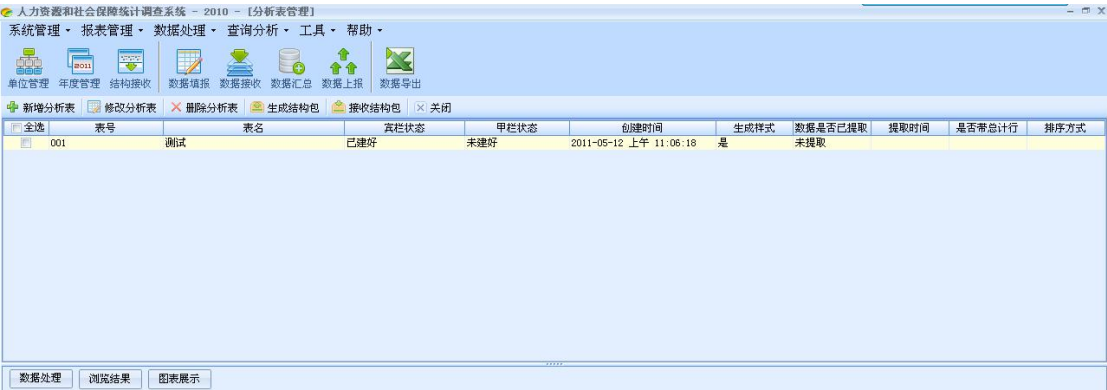 人力资源和社会保障统计调查系统 - 2010 - [分析表管理]
系统管理 报表管理 数据处理 查询分析 工具 帮助
2011
单位管理 年度管理 结构接收 数据填报 数据接收 数据汇总 数据上报 数据导出
新增分析表 修改分析表 删除分析表 生成结构包 接收结构包 关闭
全选 表号 表名 宾栏状态 甲栏状态 创建时间 生成样式 数据是否已提取 提取时间 是否带总计行 排序方式
001 测试 已建好 未建好 2011-05-12 上午 11:06:18 是 未提取
数据处理 浏览结果 图表展示